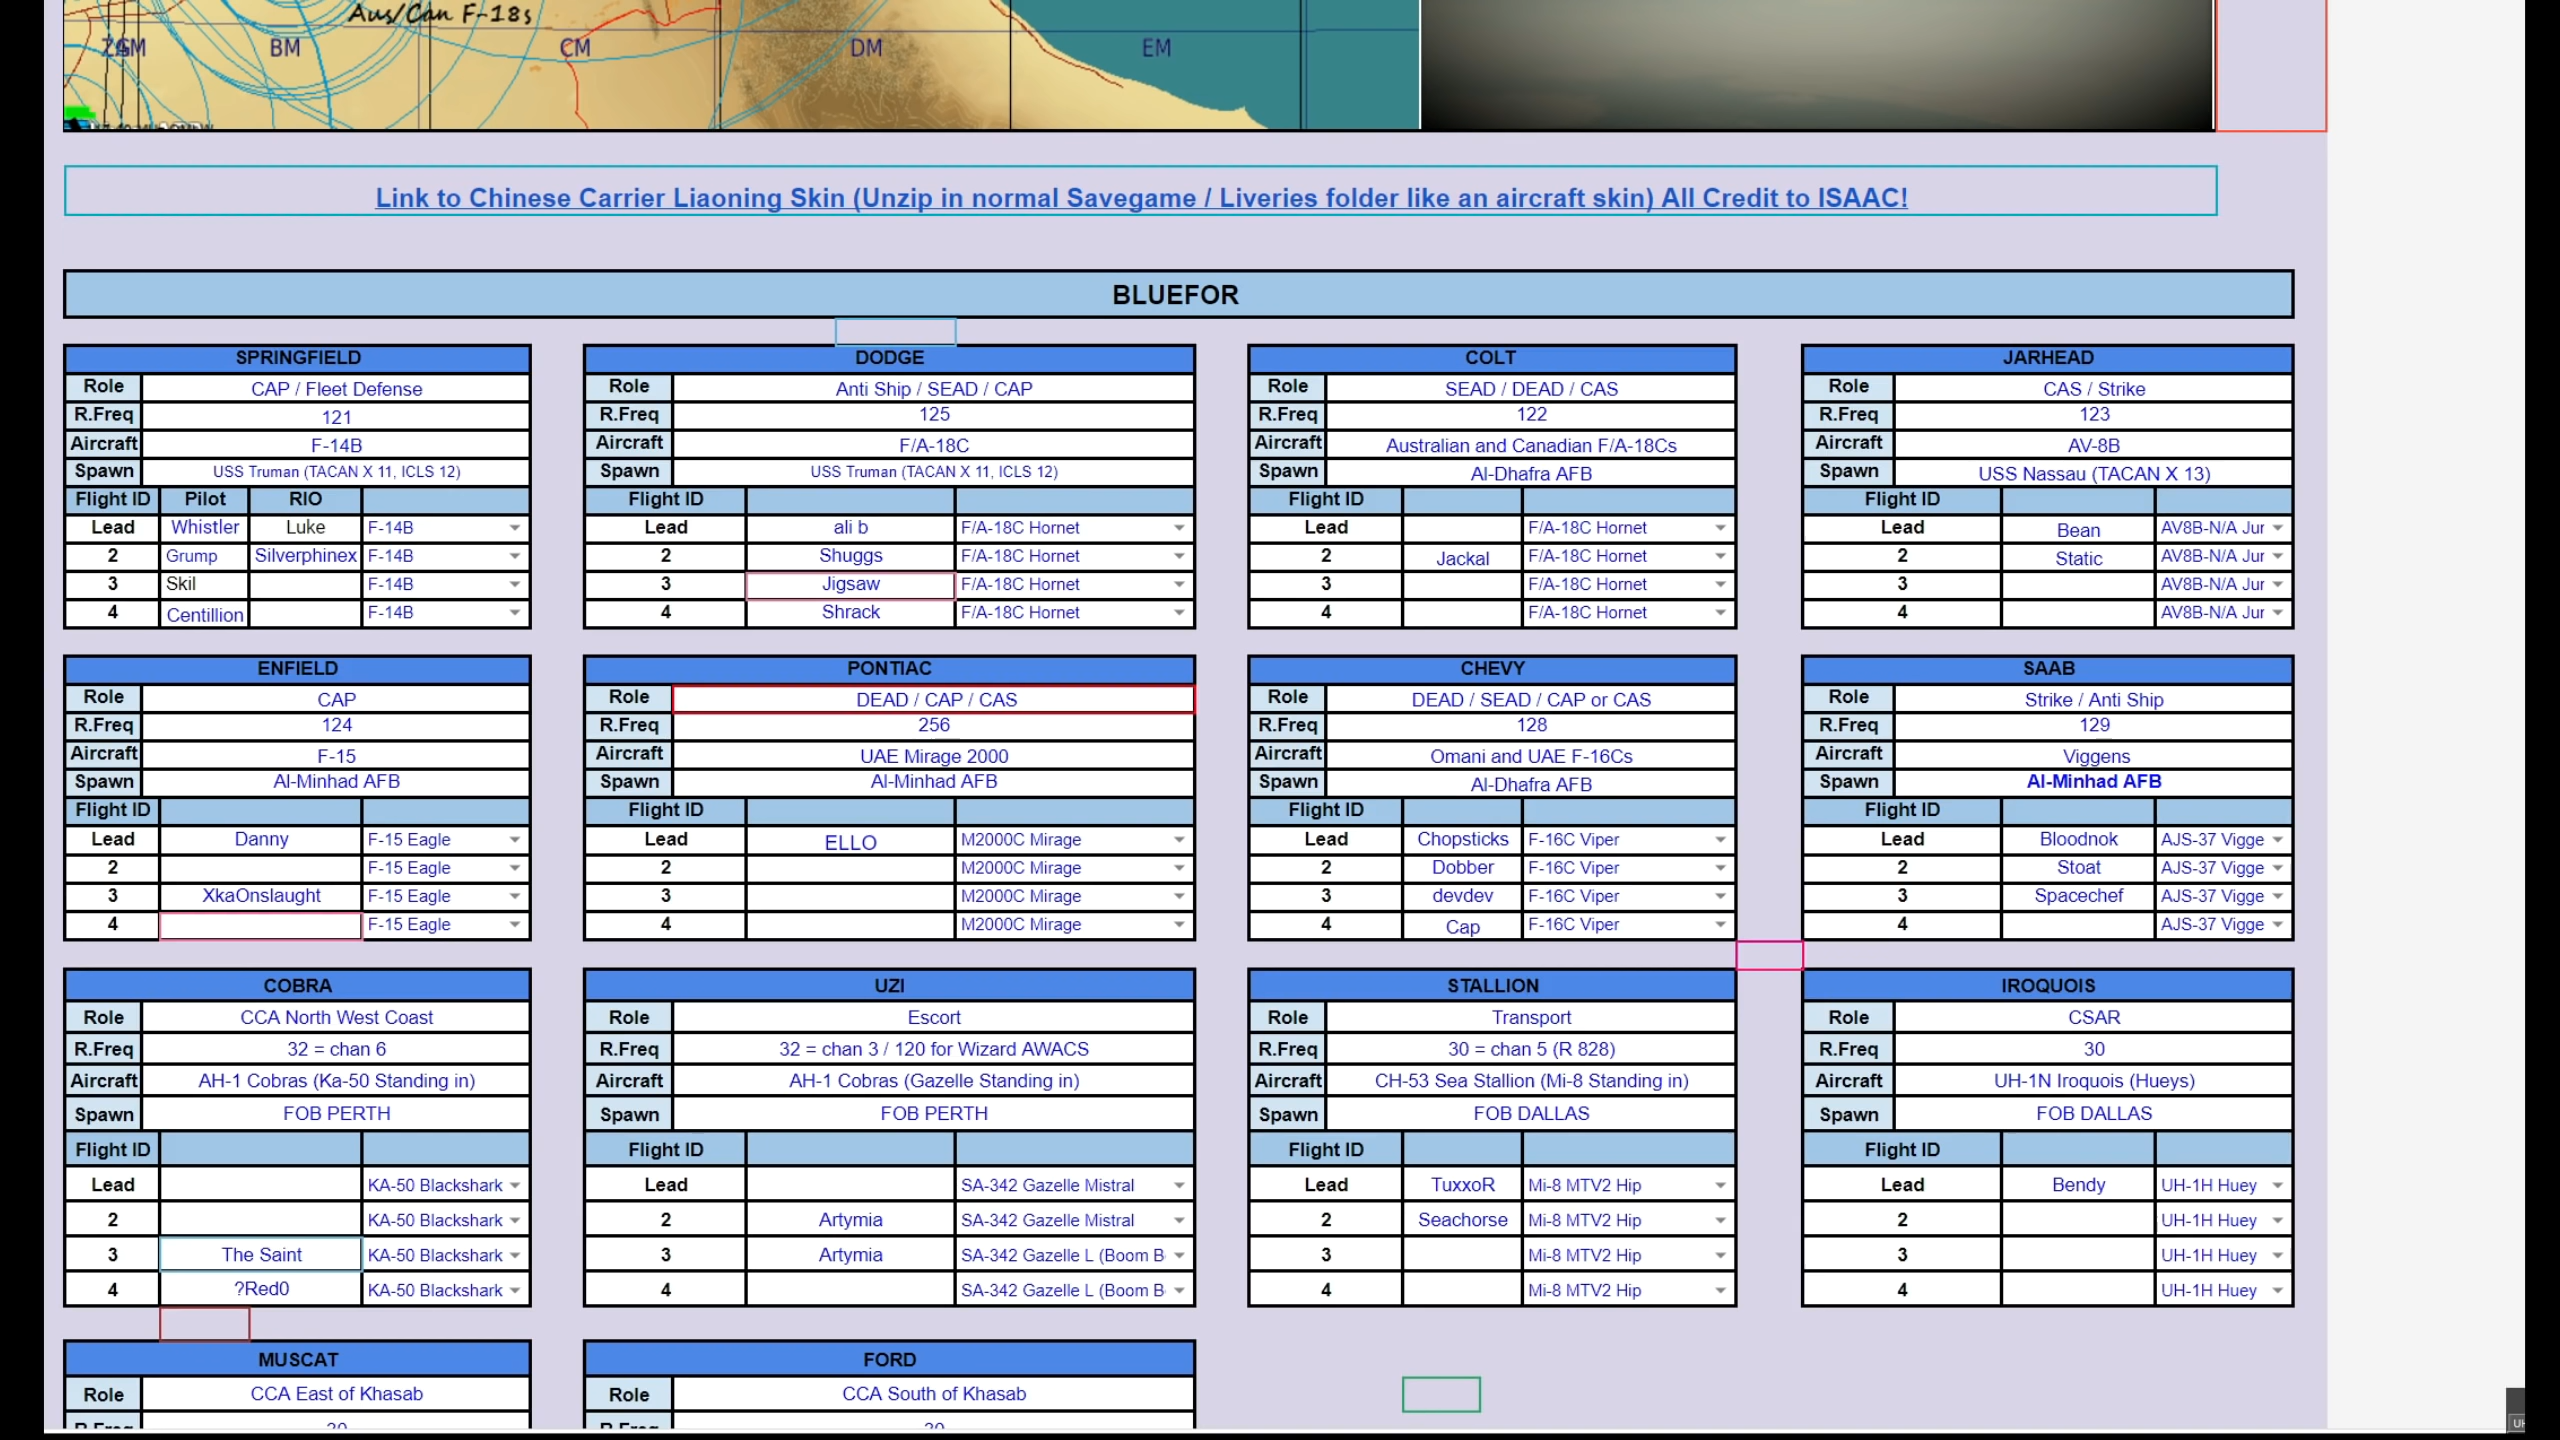 Aus/Can F-18s
BM CM DM EM
Link to Chinese Carrier Liaoning Skin (Unzip in normal Savegame / Liveries folder like an aircraft skin) All Credit to ISAAC!
BLUEFOR
SPRINGFIELD
Role CAP / Fleet Defense
R.Freq 121
Aircraft F-14B
Spawn USS Truman (TACAN X 11, ICLS 12)
Flight ID Pilot RIO
Lead Whistler Luke F-14B
2 Grump Silverphinex F-14B
3 Skil F-14B
4 Centillion F-14B
DODGE
Role Anti Ship / SEAD / CAP
R.Freq 125
Aircraft F/A-18C
Spawn USS Truman (TACAN X 11, ICLS 12)
Flight ID
Lead ali b F/A-18C Hornet
2 Shuggs F/A-18C Hornet
3 Jigsaw F/A-18C Hornet
4 Shrack F/A-18C Hornet
COLT
Role SEAD / DEAD / CAS
R.Freq 122
Aircraft Australian and Canadian F/A-18Cs
Spawn Al-Dhafra AFB
Flight ID
Lead F/A-18C Hornet
2 Jackal F/A-18C Hornet
3 F/A-18C Hornet
4 F/A-18C Hornet
JARHEAD
Role CAS / Strike
R.Freq 123
Aircraft AV-8B
Spawn USS Nassau (TACAN X 13)
Flight ID
Lead Bean AV8B-N/A Jur
2 Static AV8B-N/A Jur
3 AV8B-N/A Jur
4 AV8B-N/A Jur
ENFIELD
Role CAP
R.Freq 124
Aircraft F-15
Spawn Al-Minhad AFB
Flight ID
Lead Danny F-15 Eagle
2 F-15 Eagle
3 XkaOnslaught F-15 Eagle
4 F-15 Eagle
PONTIAC
Role DEAD / CAP / CAS
R.Freq 256
Aircraft UAE Mirage 2000
Spawn Al-Minhad AFB
Flight ID
Lead ELLO M2000C Mirage
2 M2000C Mirage
3 M2000C Mirage
4 M2000C Mirage
CHEVY
Role DEAD / SEAD / CAP or CAS
R.Freq 128
Aircraft Omani and UAE F-16Cs
Spawn Al-Dhafra AFB
Flight ID
Lead Chopsticks F-16C Viper
2 Dobber F-16C Viper
3 devdev F-16C Viper
4 Cap F-16C Viper
SAAB
Role Strike / Anti Ship
R.Freq 129
Aircraft Viggens
Spawn Al-Minhad AFB
Flight ID
Lead Bloodnok AJS-37 Vigge
2 Stoat AJS-37 Vigge
3 Spacechef AJS-37 Vigge
4 AJS-37 Vigge
COBRA
Role CCA North West Coast
R.Freq 32 = chan 6
Aircraft AH-1 Cobras (Ka-50 Standing in)
Spawn FOB PERTH
Flight ID
Lead KA-50 Blackshark
2 KA-50 Blackshark
3 The Saint KA-50 Blackshark
4 ?Red0 KA-50 Blackshark
UZI
Role Escort
R.Freq 32 = chan 3 / 120 for Wizard AWACS
Aircraft AH-1 Cobras (Gazelle Standing in)
Spawn FOB PERTH
Flight ID
Lead SA-342 Gazelle Mistral
2 Artymia SA-342 Gazelle Mistral
3 Artymia SA-342 Gazelle L (Boom B
4 SA-342 Gazelle L (Boom B
STALLION
Role Transport
R.Freq 30 = chan 5 (R 828)
Aircraft CH-53 Sea Stallion (Mi-8 Standing in)
Spawn FOB DALLAS
Flight ID
Lead TuxxoR Mi-8 MTV2 Hip
2 Seachorse Mi-8 MTV2 Hip
3 Mi-8 MTV2 Hip
4 Mi-8 MTV2 Hip
IROQUOIS
Role CSAR
R.Freq 30
Aircraft UH-1N Iroquois (Hueys)
Spawn FOB DALLAS
Flight ID
Lead Bendy UH-1H Huey
2 UH-1H Huey
3 UH-1H Huey
4 UH-1H Huey
MUSCAT
Role CCA East of Khasab
R.Freq
FORD
Role CCA South of Khasab
R.Freq